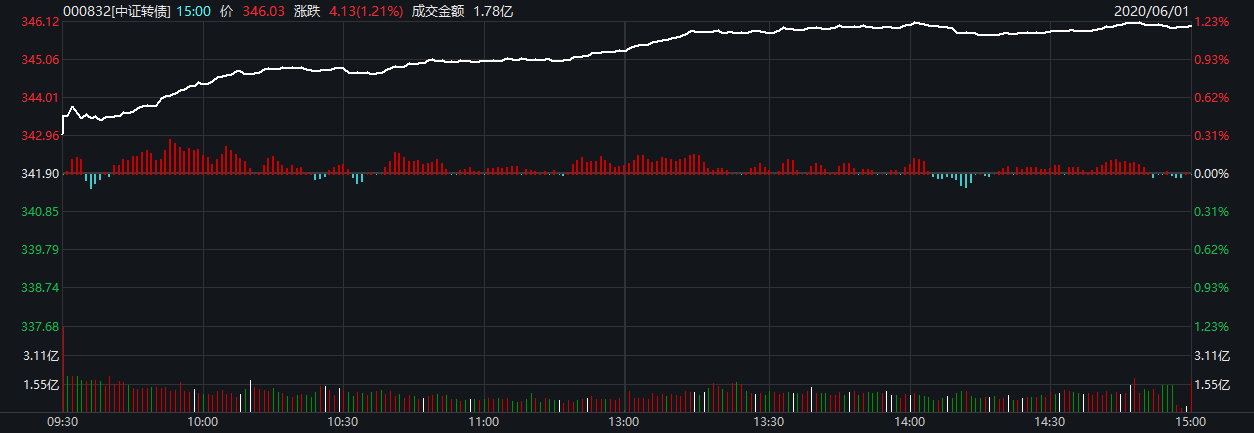 000832[中证转债] 15:00 价 346.03 涨跌 4.13(1.21%) 成交金额 1.78亿 2020/06/01
346.12 1.23%
345.06 0.93%
344.01 0.62%
342.96 0.31%
341.90 0.00%
340.85 0.31%
339.79 0.62%
338.74 0.93%
337.68 1.23%
3.11亿 3.11亿
1.55亿 1.55亿
09:30 10:00 10:30 11:00 13:00 13:30 14:00 14:30 15:00